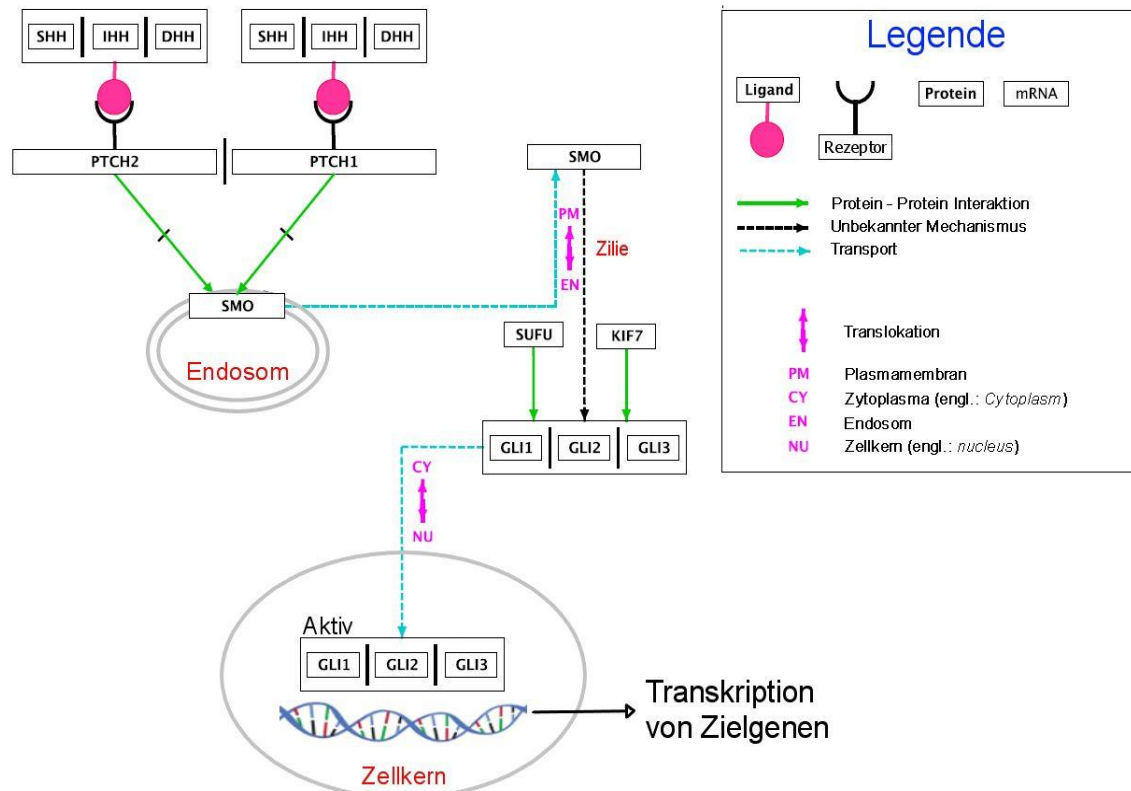 SHH IHH DHH
SHH IHH DHH
PTCH2
PTCH1
SMO
Endosom
SMO
PM
Zilie
EN
SUFU
KIF7
GLI1 GLI2 GLI3
CY
NU
Aktiv
GLI1 GLI2 GLI3
Zellkern
Transkription
von Zielgenen
Legende
Ligand
Rezeptor
Protein
mRNA
Protein - Protein Interaktion
Unbekannter Mechanismus
Transport
Translokation
PM Plasmamembran
CY Zytoplasma (engl.: Cytoplasm)
EN Endosom
NU Zellkern (engl.: nucleus)